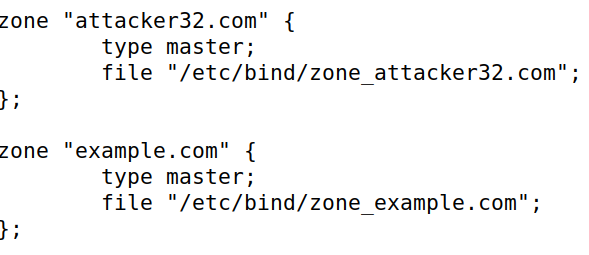 zone "attacker32.com" {
        type master;
        file "/etc/bind/zone_attacker32.com";
};

zone "example.com" {
        type master;
        file "/etc/bind/zone_example.com";
};